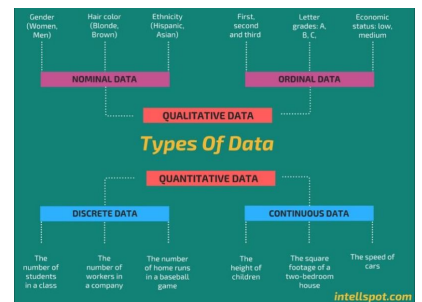 Gender
(Women,
Men)
Hair color
(Blonde,
Brown)
Ethnicity
(Hispanic,
Asian)
First,
second
and third
Letter
grades: A,
B, C,
Economic
status: low,
medium
NOMINAL DATA
ORDINAL DATA
QUALITATIVE DATA
Types Of Data
QUANTITATIVE DATA
DISCRETE DATA
CONTINUOUS DATA
The
number of
students
in a class
The
number of
workers in
a company
The number
of home runs
in a baseball
game
The
height of
children
The square
footage of a
two-bedroom
house
The speed of
cars
intellspot.com